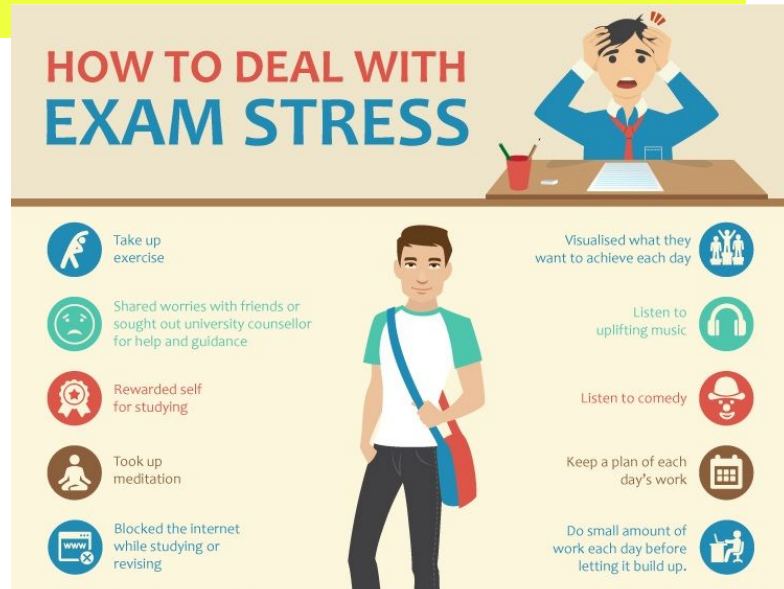 HOW TO DEAL WITH
EXAM STRESS
Take up
exercise
Shared worries with friends or
sought out university counsellor
for help and guidance
Rewarded self
for studying
Took up
meditation
Blocked the internet
while studying or
revising
Visualised what they
want to achieve each day
Listen to
uplifting music
Listen to comedy
Keep a plan of each
day's work
Do small amount of
work each day before
letting it build up.
WWW